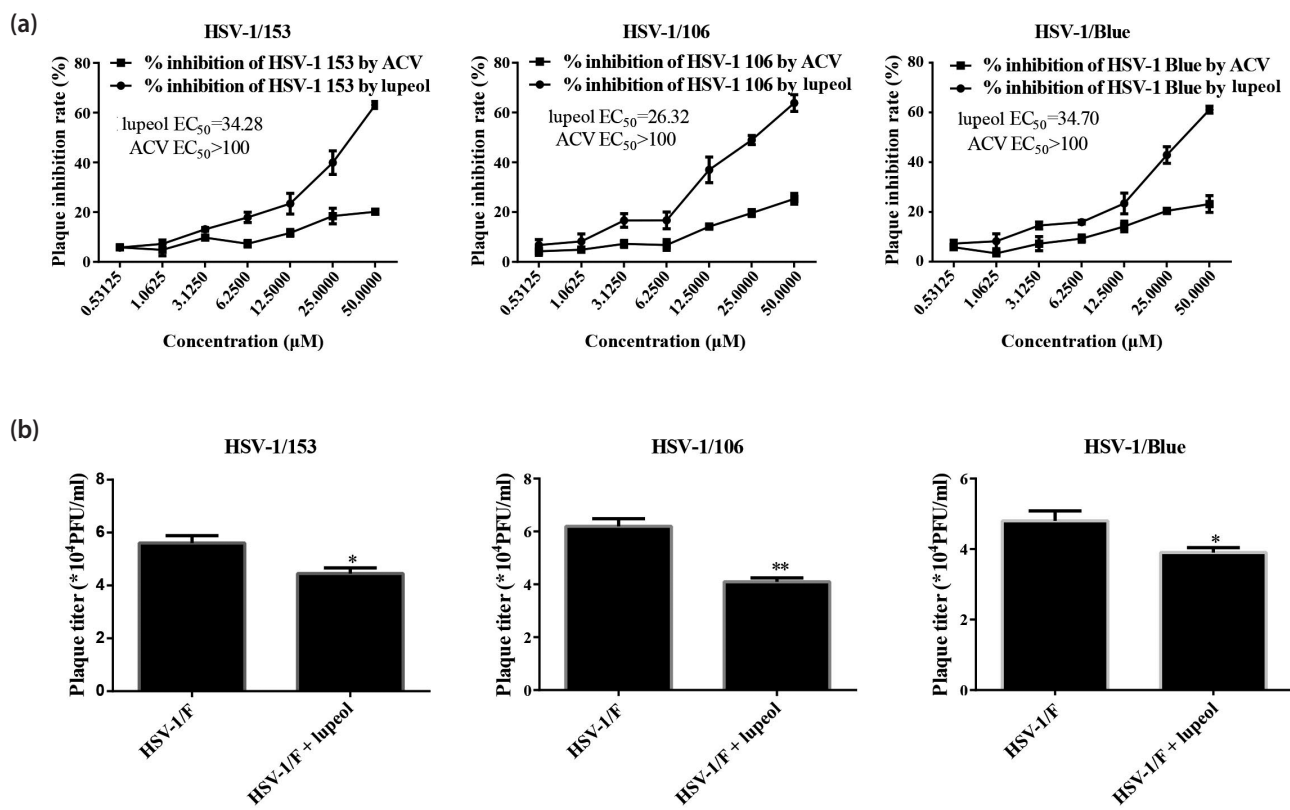 (a)
HSV-1/153
% inhibition of HSV-1 153 by ACV
% inhibition of HSV-1 153 by lupeol
lupeol EC50=34.28
ACV EC50>100
Plaque inhibition rate (%)
80
60
40
20
0
0.53125
1.0625
3.1250
6.2500
12.5000
25.0000
50.0000
Concentration (µM)
HSV-1/106
% inhibition of HSV-1 106 by ACV
% inhibition of HSV-1 106 by lupeol
lupeol EC50=26.32
ACV EC50>100
Plaque inhibition rate (%)
80
60
40
20
0
0.53125
1.0625
3.1250
6.2500
12.5000
25.0000
50.0000
Concentration (µM)
HSV-1/Blue
% inhibition of HSV-1 Blue by ACV
% inhibition of HSV-1 Blue by lupeol
lupeol EC50=34.70
ACV EC50>100
Plaque inhibition rate (%)
80
60
40
20
0
0.53125
1.0625
3.1250
6.2500
12.5000
25.0000
50.0000
Concentration (µM)
(b)
HSV-1/153
Plaque titer (*10⁴PFU/ml)
8
6
4
2
0
*
HSV-1/F
HSV-1/F + lupeol
HSV-1/106
Plaque titer (*10⁴PFU/ml)
8
6
4
2
0
**
HSV-1/F
HSV-1/F + lupeol
HSV-1/Blue
Plaque titer (*10⁴PFU/ml)
6
4
2
0
*
HSV-1/F
HSV-1/F + lupeol